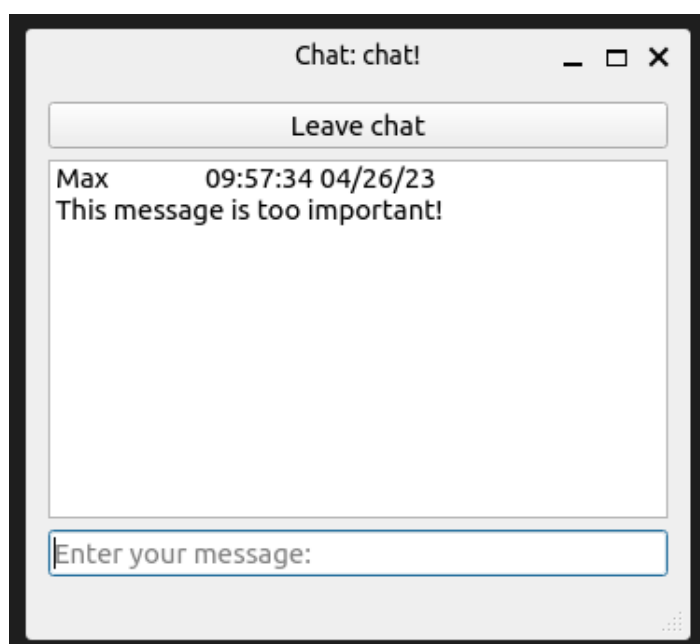 Chat: chat!
Leave chat
Max 09:57:34 04/26/23
This message is too important!
Enter your message: